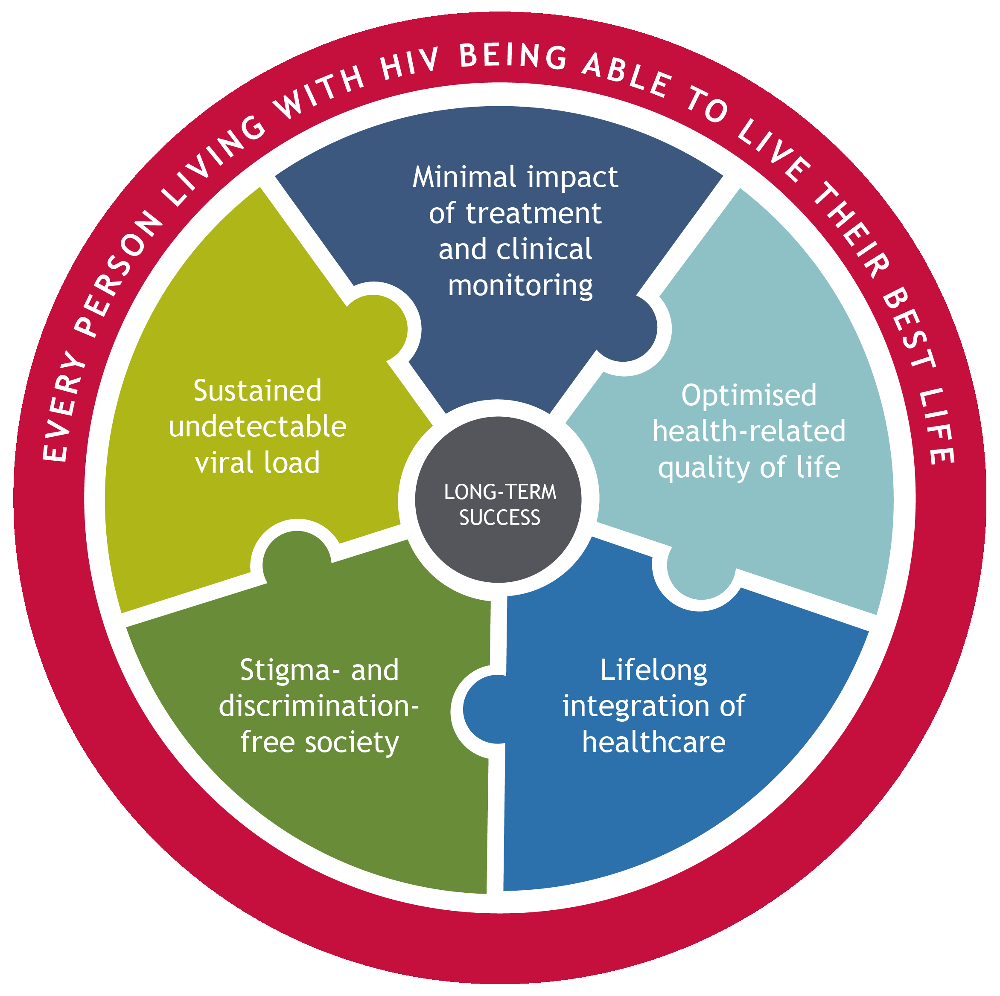 EVERY PERSON LIVING WITH HIV BEING ABLE TO LIVE THEIR BEST LIFE
Minimal impact
of treatment
and clinical
monitoring
Sustained
undetectable
viral load
Optimised
health-related
quality of life
LONG-TERM
SUCCESS
Stigma- and
discrimination-
free society
Lifelong
integration of
healthcare